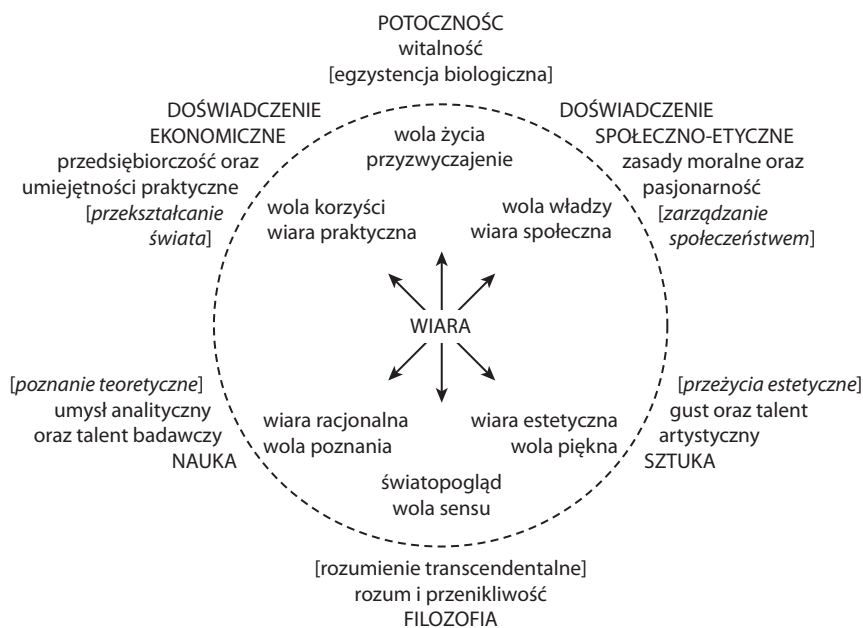 POTOCZNOŚC
witalność
[egzystencja biologiczna]
DOŚWIADCZENIE
EKONOMICZNE
przedsiębiorczość oraz
umiejętności praktyczne
[przekształcanie
świata]
DOŚWIADCZENIE
SPOŁECZNO-ETYCZNE
zasady moralne oraz
pasjonarność
[zarządzanie
społeczeństwem]
wola życia
przyzwyczajenie
wola korzyści
wiara praktyczna
wola władzy
wiara społeczna
WIARA
[poznanie teoretyczne]
umysł analityczny
oraz talent badawczy
NAUKA
wiara racjonalna
wola poznania
wiara estetyczna
wola piękna
[przeżycia estetyczne]
gust oraz talent
artystyczny
SZTUKA
światopogląd
wola sensu
[rozumienie transcendentalne]
rozum i przenikliwość
FILOZOFIA